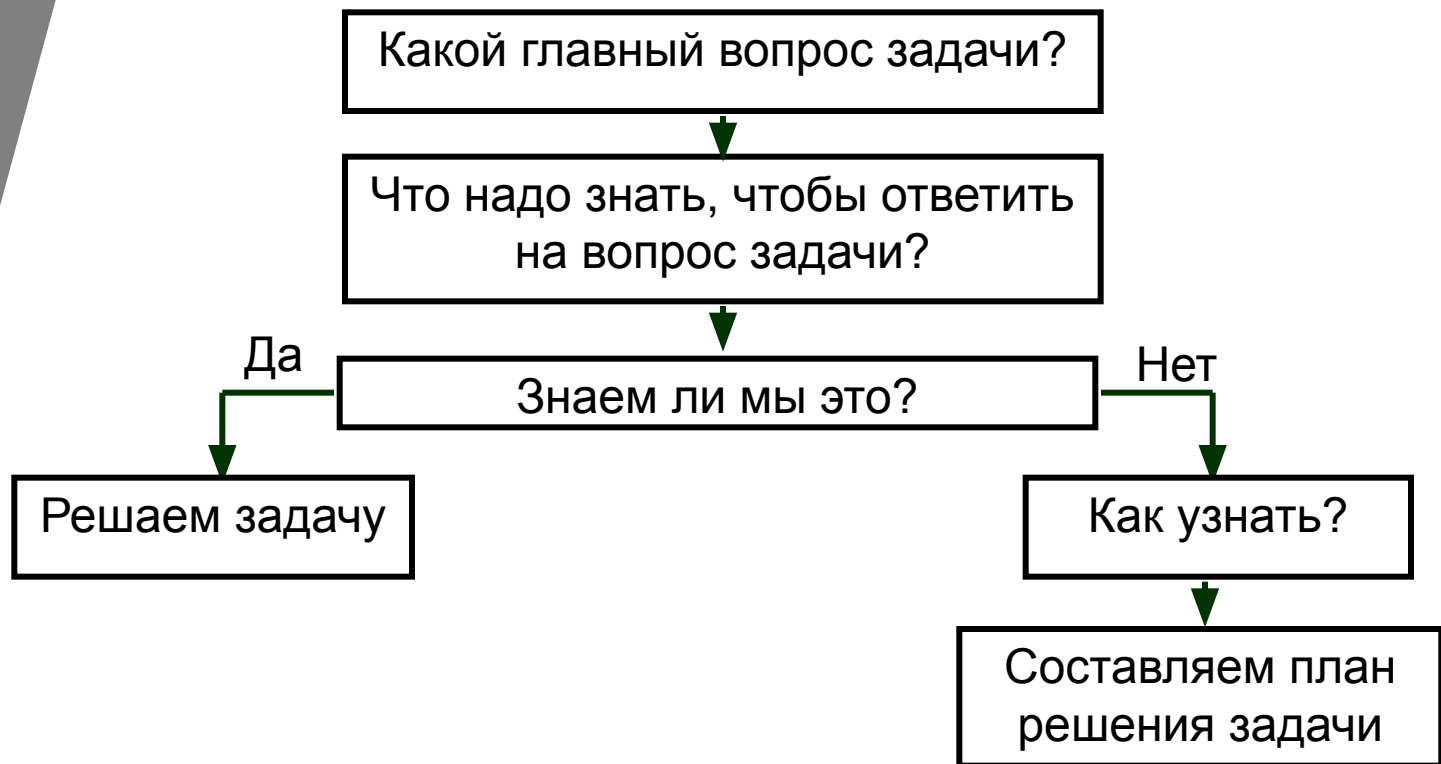 Какой главный вопрос задачи?
Что надо знать, чтобы ответить
на вопрос задачи?
Да
Нет
Знаем ли мы это?
Решаем задачу
Как узнать?
Составляем план
решения задачи